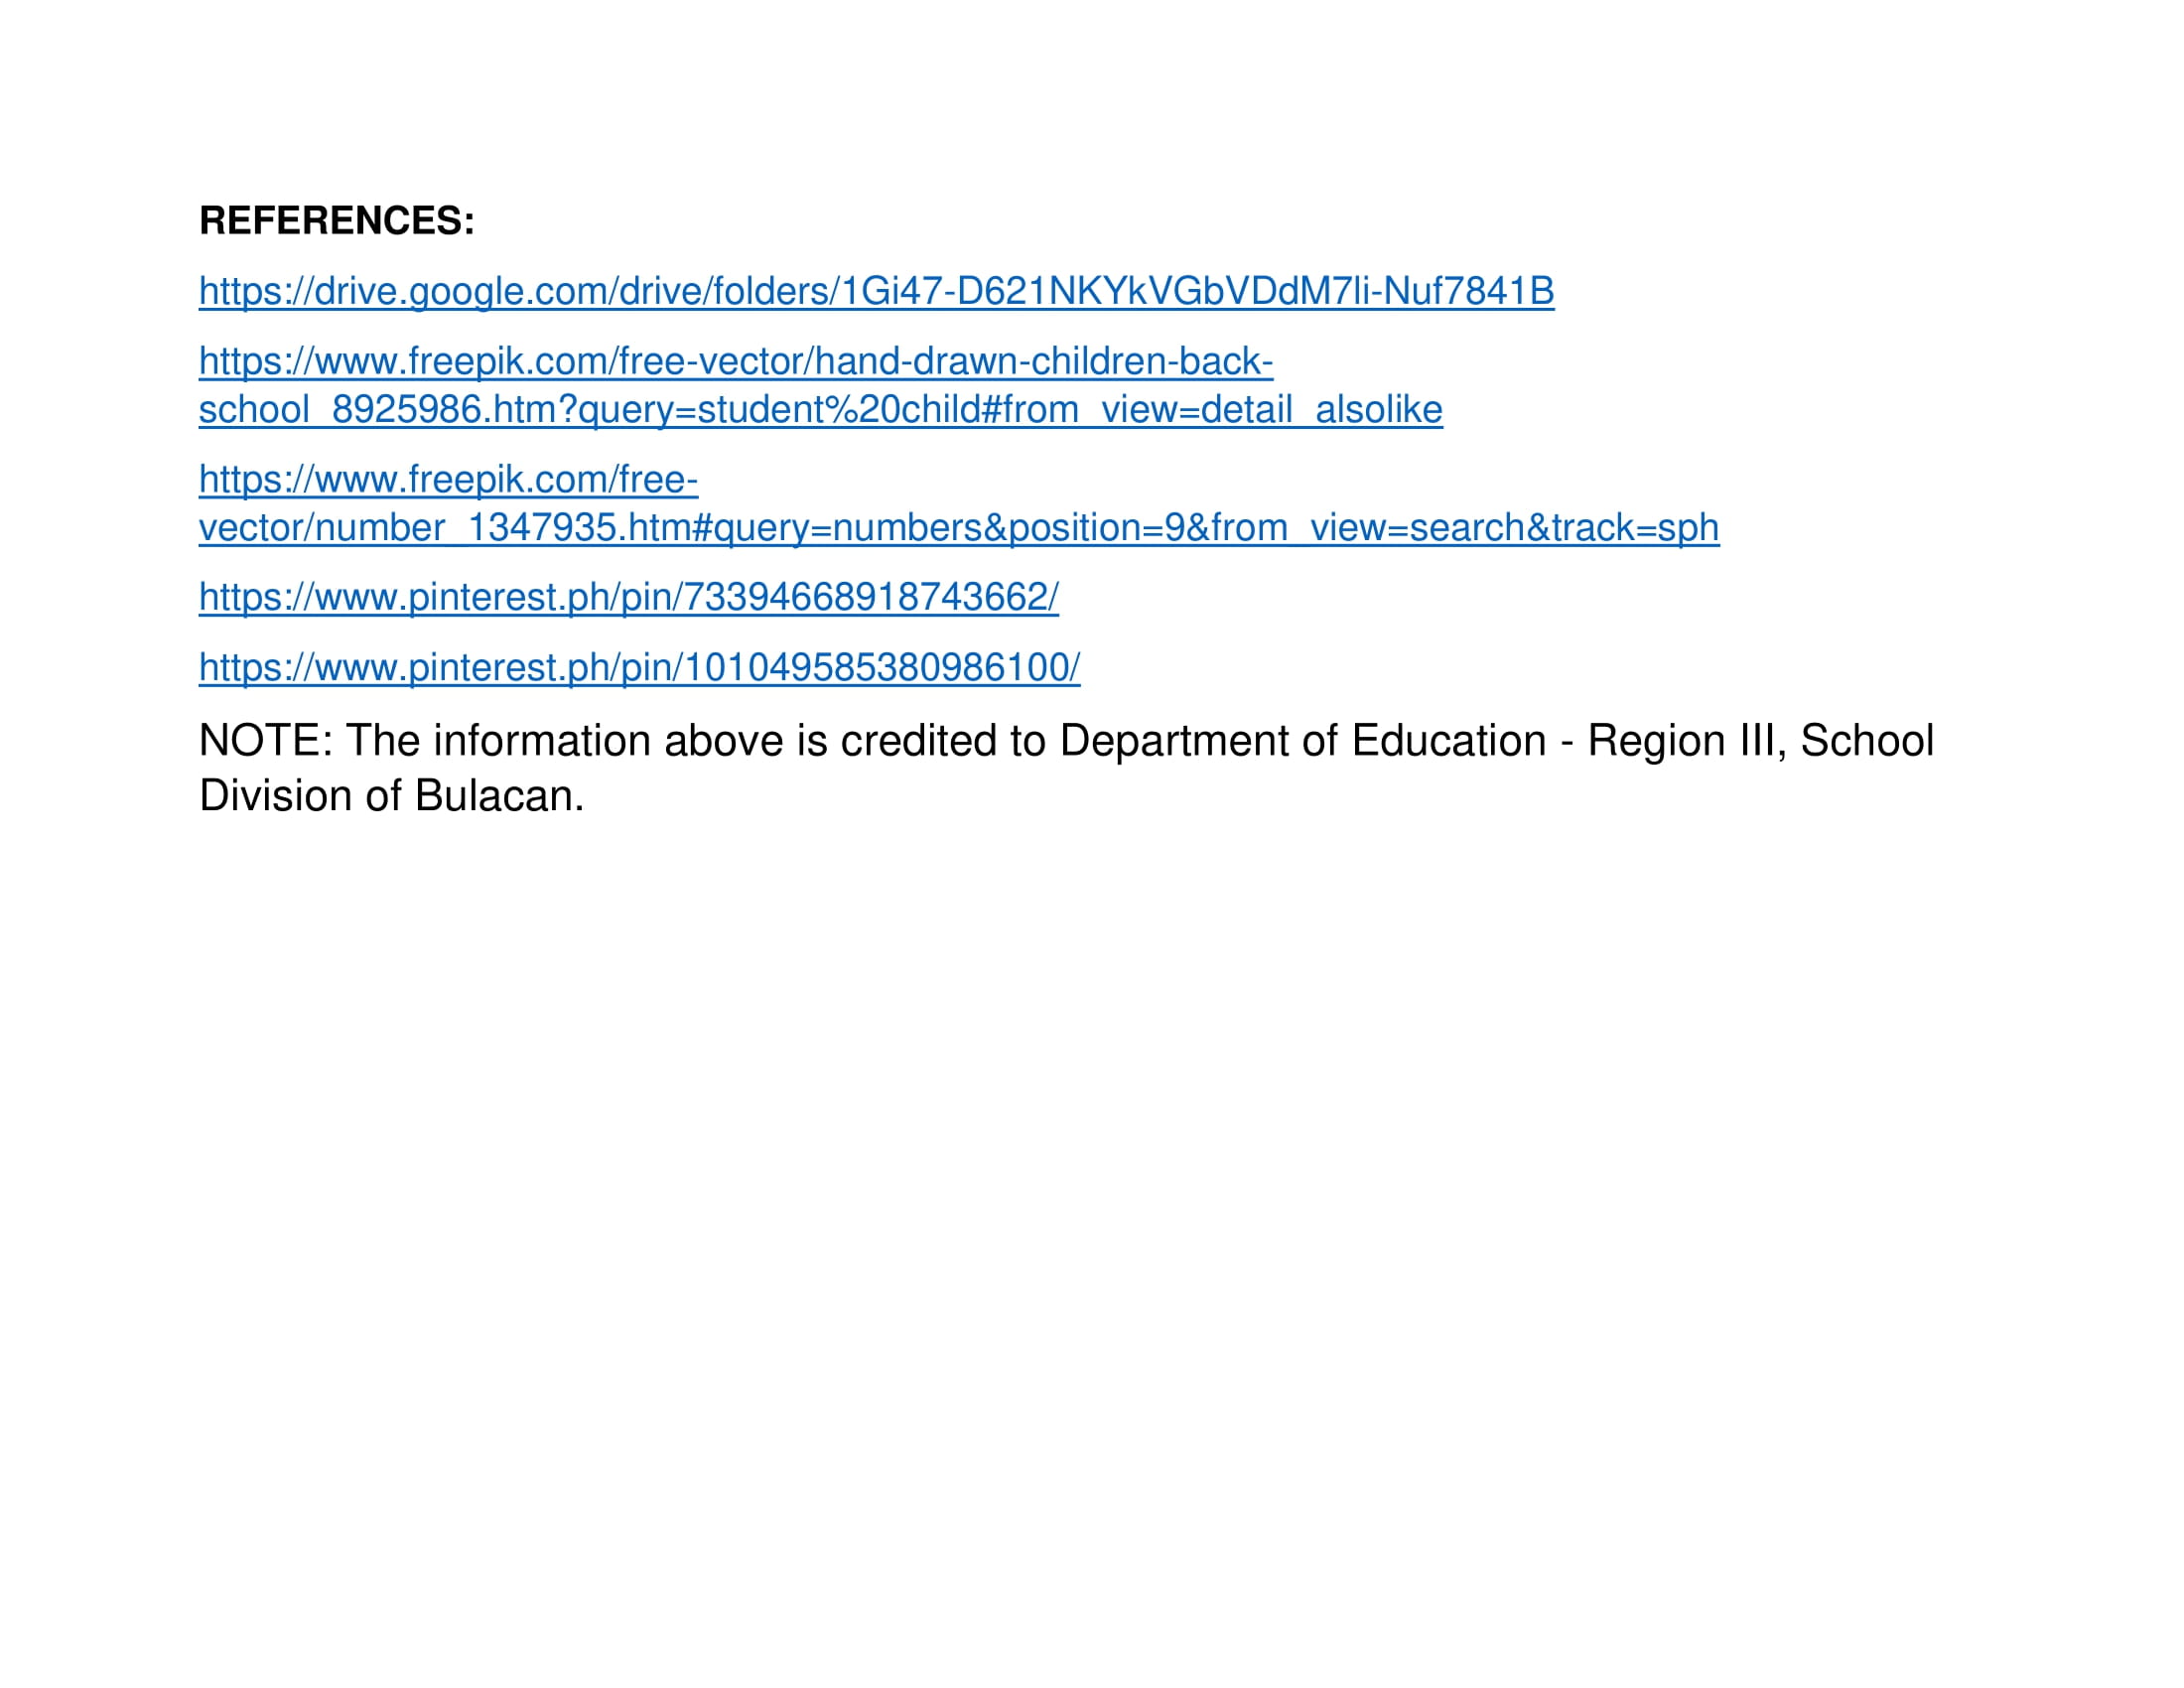 REFERENCES:
https://drive.google.com/drive/folders/1Gi47-D621NKYkVGbVDdM7li-Nuf7841B
https://www.freepik.com/free-vector/hand-drawn-children-back-
school_8925986.htm?query=student%20child#from_view=detail_alsolike
https://www.freepik.com/free-
vector/number_1347935.htm#query=numbers&position=9&from_view=search&track=sph
https://www.pinterest.ph/pin/73394668918743662/
https://www.pinterest.ph/pin/101049585380986100/
NOTE: The information above is credited to Department of Education - Region III, School
Division of Bulacan.